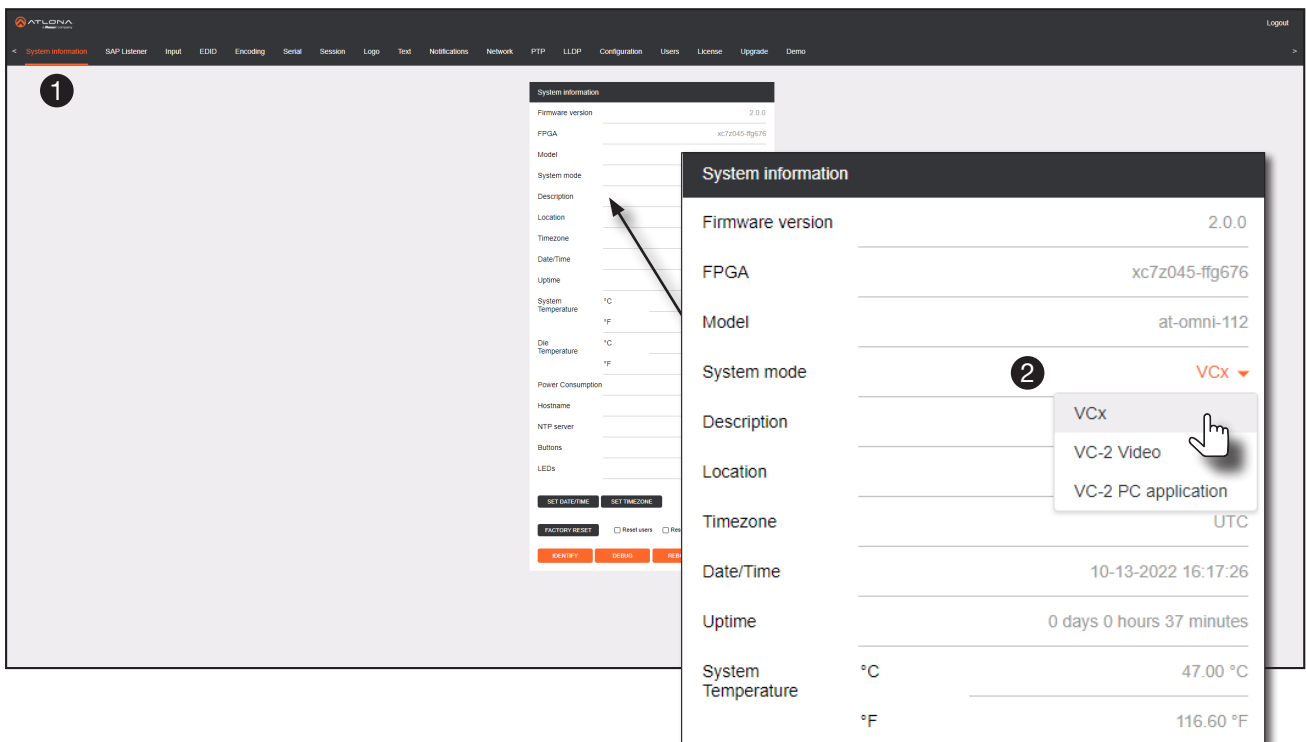 ATLONA
Logout
< System information SAP Listener Input EDID Encoding Serial Session Logo Text Notifications Network PTP LLDP Configuration Users License Upgrade Demo >
1
System information
Firmware version 2.0.0
FPGA xc7z045-ffg676
Model
System mode
Description
Location
Timezone
Date/Time
Uptime
System Temperature °C
°F
Die Temperature °C
°F
Power Consumption
Hostname
NTP server
Buttons
LEDs
SET DATE/TIME SET TIMEZONE
FACTORY RESET Reset users Res
IDENTIFY DEBUG REB
System information
Firmware version 2.0.0
FPGA xc7z045-ffg676
Model at-omni-112
System mode 2 VCx
VCx
Description
VC-2 Video
Location
VC-2 PC application
Timezone UTC
Date/Time 10-13-2022 16:17:26
Uptime 0 days 0 hours 37 minutes
System Temperature °C 47.00 °C
°F 116.60 °F